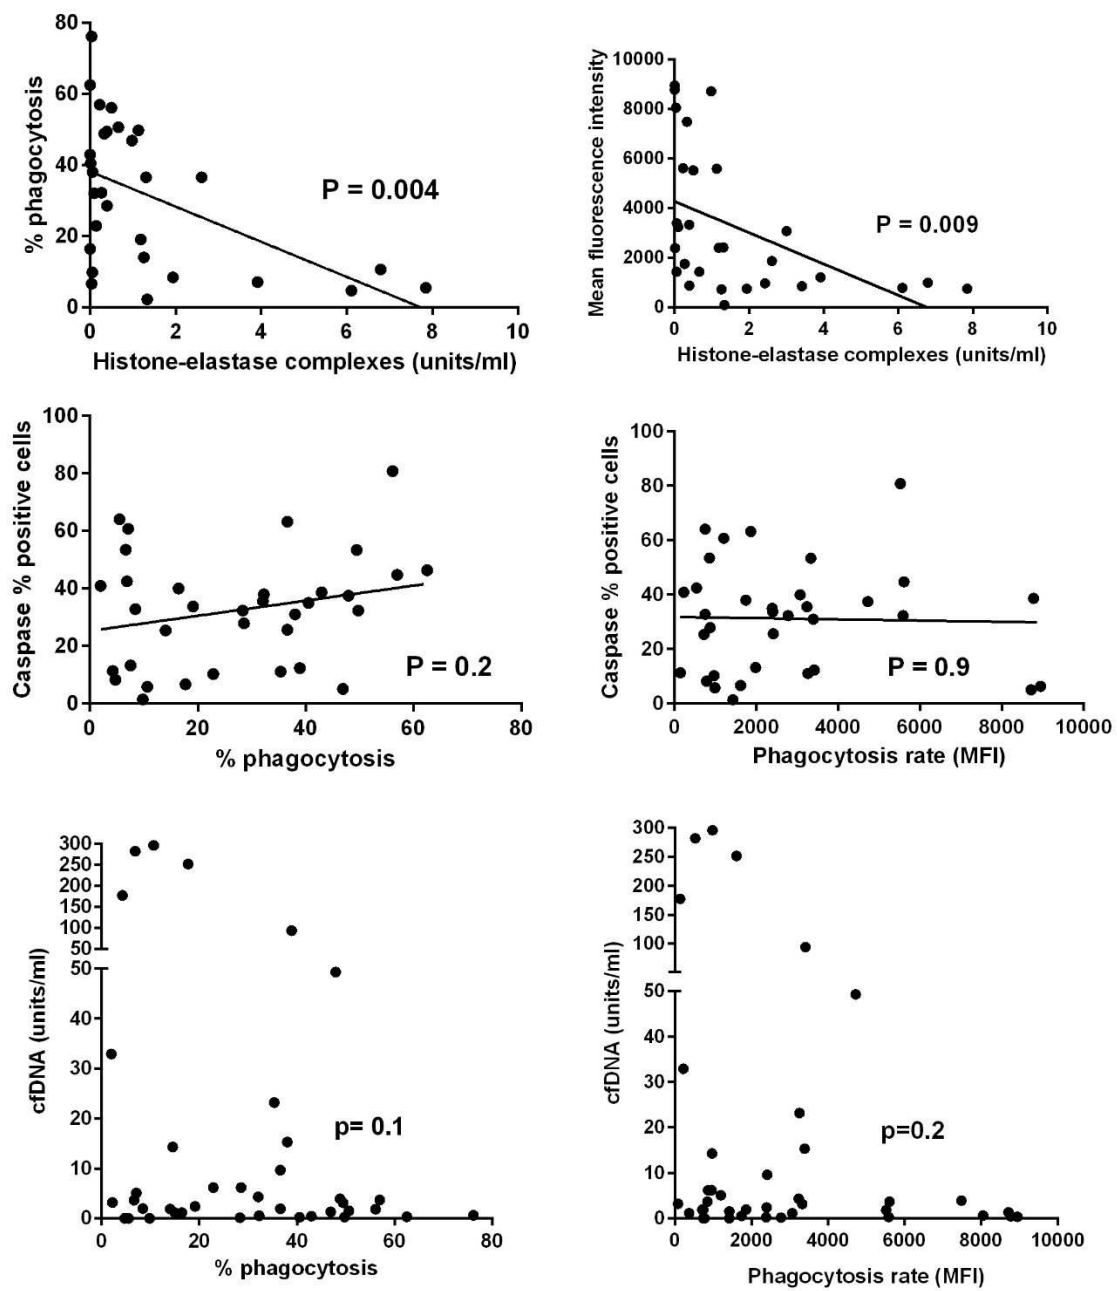 80
60
40
20
0
% phagocytosis
P = 0.004
0 2 4 6 8 10
Histone-elastase complexes (units/ml)
10000
8000
6000
4000
2000
0
Mean fluorescence intensity
P = 0.009
0 2 4 6 8 10
Histone-elastase complexes (units/ml)
100
80
60
40
20
0
Caspase % positive cells
P = 0.2
0 20 40 60 80
% phagocytosis
100
80
60
40
20
0
Caspase % positive cells
P = 0.9
0 2000 4000 6000 8000 10000
Phagocytosis rate (MFI)
300
250
200
150
100
50
50
40
30
20
10
0
cfDNA (units/ml)
p= 0.1
0 20 40 60 80
% phagocytosis
300
250
200
150
100
50
40
30
20
10
0
cfDNA (units/ml)
p=0.2
0 2000 4000 6000 8000 10000
Phagocytosis rate (MFI)